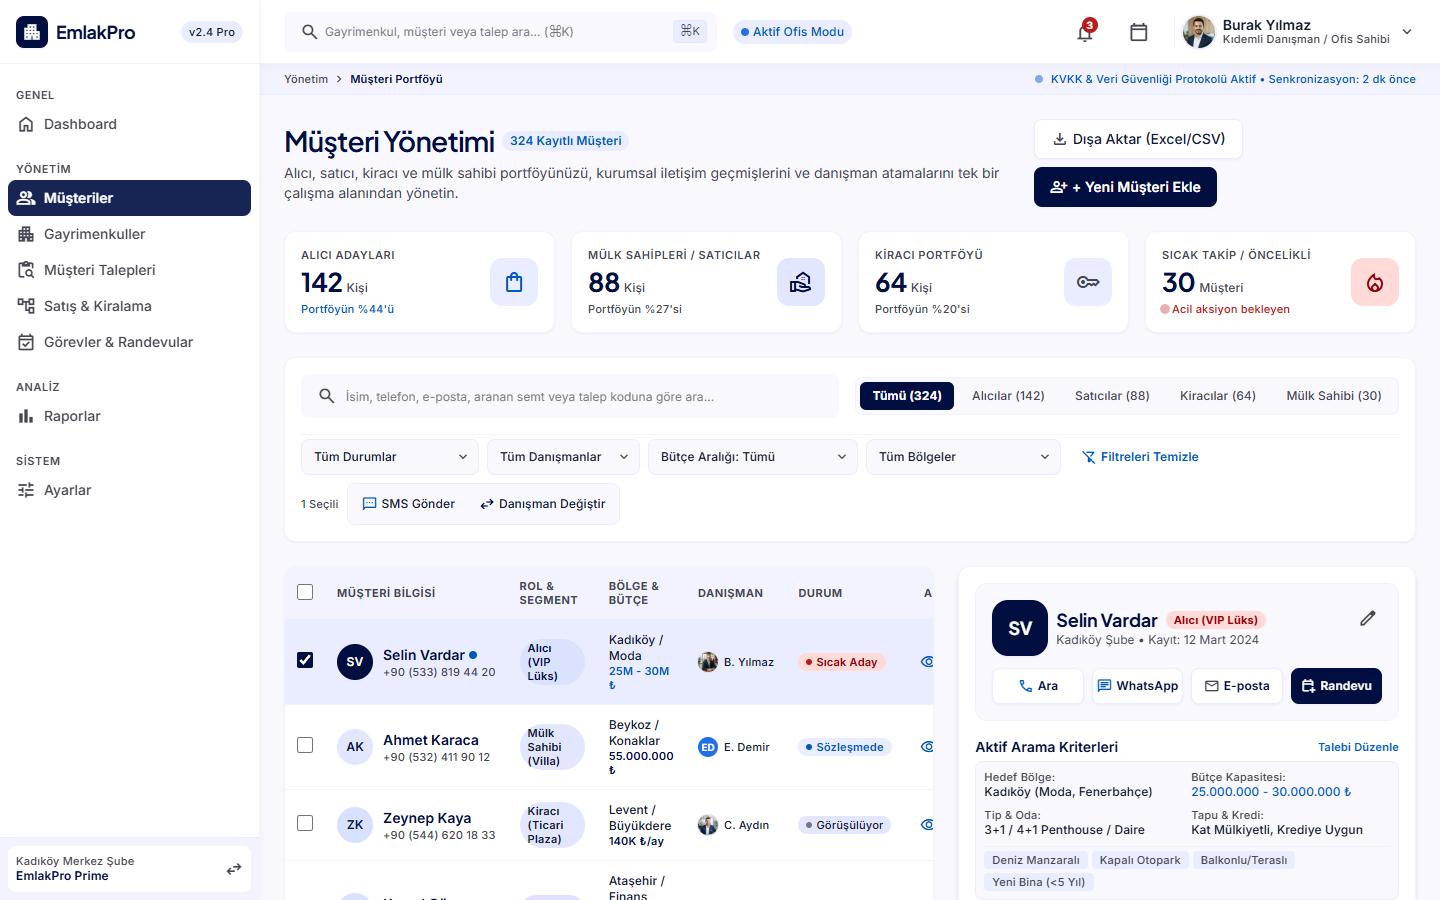 EmlakPro
v2.4 Pro
Gayrimenkul, müşteri veya talep ara... (⌘K)
⌘K
Aktif Ofis Modu
3
Burak Yılmaz
Kıdemli Danışman / Ofis Sahibi
GENEL
Dashboard
YÖNETİM
Müşteriler
Gayrimenkuller
Müşteri Talepleri
Satış & Kiralama
Görevler & Randevular
ANALİZ
Raporlar
SİSTEM
Ayarlar
Kadıköy Merkez Şube
EmlakPro Prime
Yönetim
Müşteri Portföyü
KVKK & Veri Güvenliği Protokolü Aktif • Senkronizasyon: 2 dk önce
Müşteri Yönetimi
324 Kayıtlı Müşteri
Alıcı, satıcı, kiracı ve mülk sahibi portföyünüzü, kurumsal iletişim geçmişlerini ve danışman atamalarını tek bir
çalışma alanından yönetin.
Dışa Aktar (Excel/CSV)
+ Yeni Müşteri Ekle
ALICI ADAYLARI
142 Kişi
Portföyün %44'ü
MÜLK SAHİPLERİ / SATICILAR
88 Kişi
Portföyün %27'si
KİRACI PORTFÖYÜ
64 Kişi
Portföyün %20'si
SICAK TAKİP / ÖNCELİKLİ
30 Müşteri
Acil aksiyon bekleyen
İsim, telefon, e-posta, aranan semt veya talep koduna göre ara...
Tümü (324)
Alıcılar (142)
Satıcılar (88)
Kiracılar (64)
Mülk Sahibi (30)
Tüm Durumlar
Tüm Danışmanlar
Bütçe Aralığı: Tümü
Tüm Bölgeler
Filtreleri Temizle
1 Seçili
SMS Gönder
Danışman Değiştir
MÜŞTERİ BİLGİSİ
ROL &
SEGMENT
BÖLGE &
BÜTÇE
DANIŞMAN
DURUM
A
SV
Selin Vardar
+90 (533) 819 44 20
Alıcı
(VIP
Lüks)
Kadıköy /
Moda
25M - 30M
₺
B. Yılmaz
Sıcak Aday
AK
Ahmet Karaca
+90 (532) 411 90 12
Mülk
Sahibi
(Villa)
Beykoz /
Konaklar
55.000.000
₺
ED
E. Demir
Sözleşmede
ZK
Zeynep Kaya
+90 (544) 620 18 33
Kiracı
(Ticari
Plaza)
Levent /
Büyükdere
140K ₺/ay
C. Aydın
Görüşülüyor
Ataşehir /
Finans
SV
Selin Vardar
Alıcı (VIP Lüks)
Kadıköy Şube • Kayıt: 12 Mart 2024
Ara
WhatsApp
E-posta
Randevu
Aktif Arama Kriterleri
Talebi Düzenle
Hedef Bölge:
Kadıköy (Moda, Fenerbahçe)
Bütçe Kapasitesi:
25.000.000 - 30.000.000 ₺
Tip & Oda:
3+1 / 4+1 Penthouse / Daire
Tapu & Kredi:
Kat Mülkiyetli, Krediye Uygun
Deniz Manzaralı
Kapalı Otopark
Balkonlu/Teraslı
Yeni Bina (<5 Yıl)